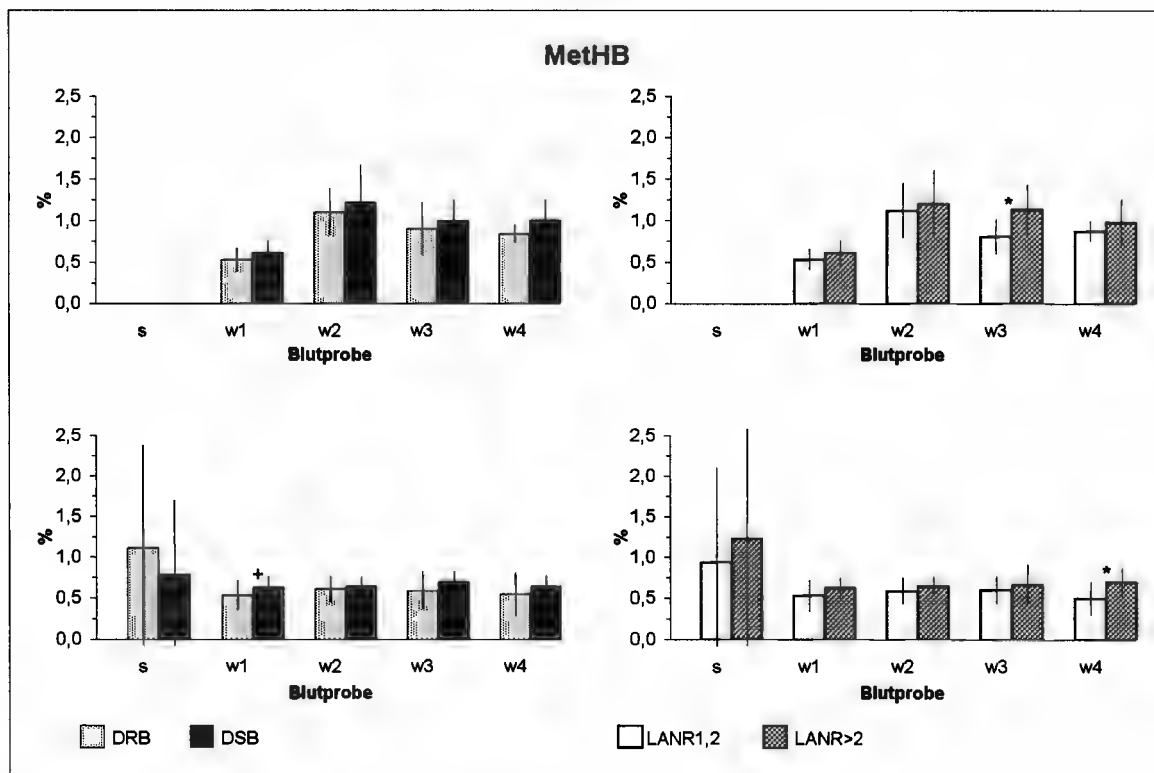 MetHB
2,5 2,5
2,0 2,0
1,5 1,5
% %
1,0 1,0
0,5 0,5
0,0 0,0
s w1 w2 w3 w4 s w1 w2 w3 w4
* 
Blutprobe Blutprobe
2,5 2,5
2,0 2,0
1,5 1,5
% %
1,0 1,0
+ *
0,5 0,5
0,0 0,0
s w1 w2 w3 w4 s w1 w2 w3 w4
Blutprobe Blutprobe
DRB DSB LANR1,2 LANR>2